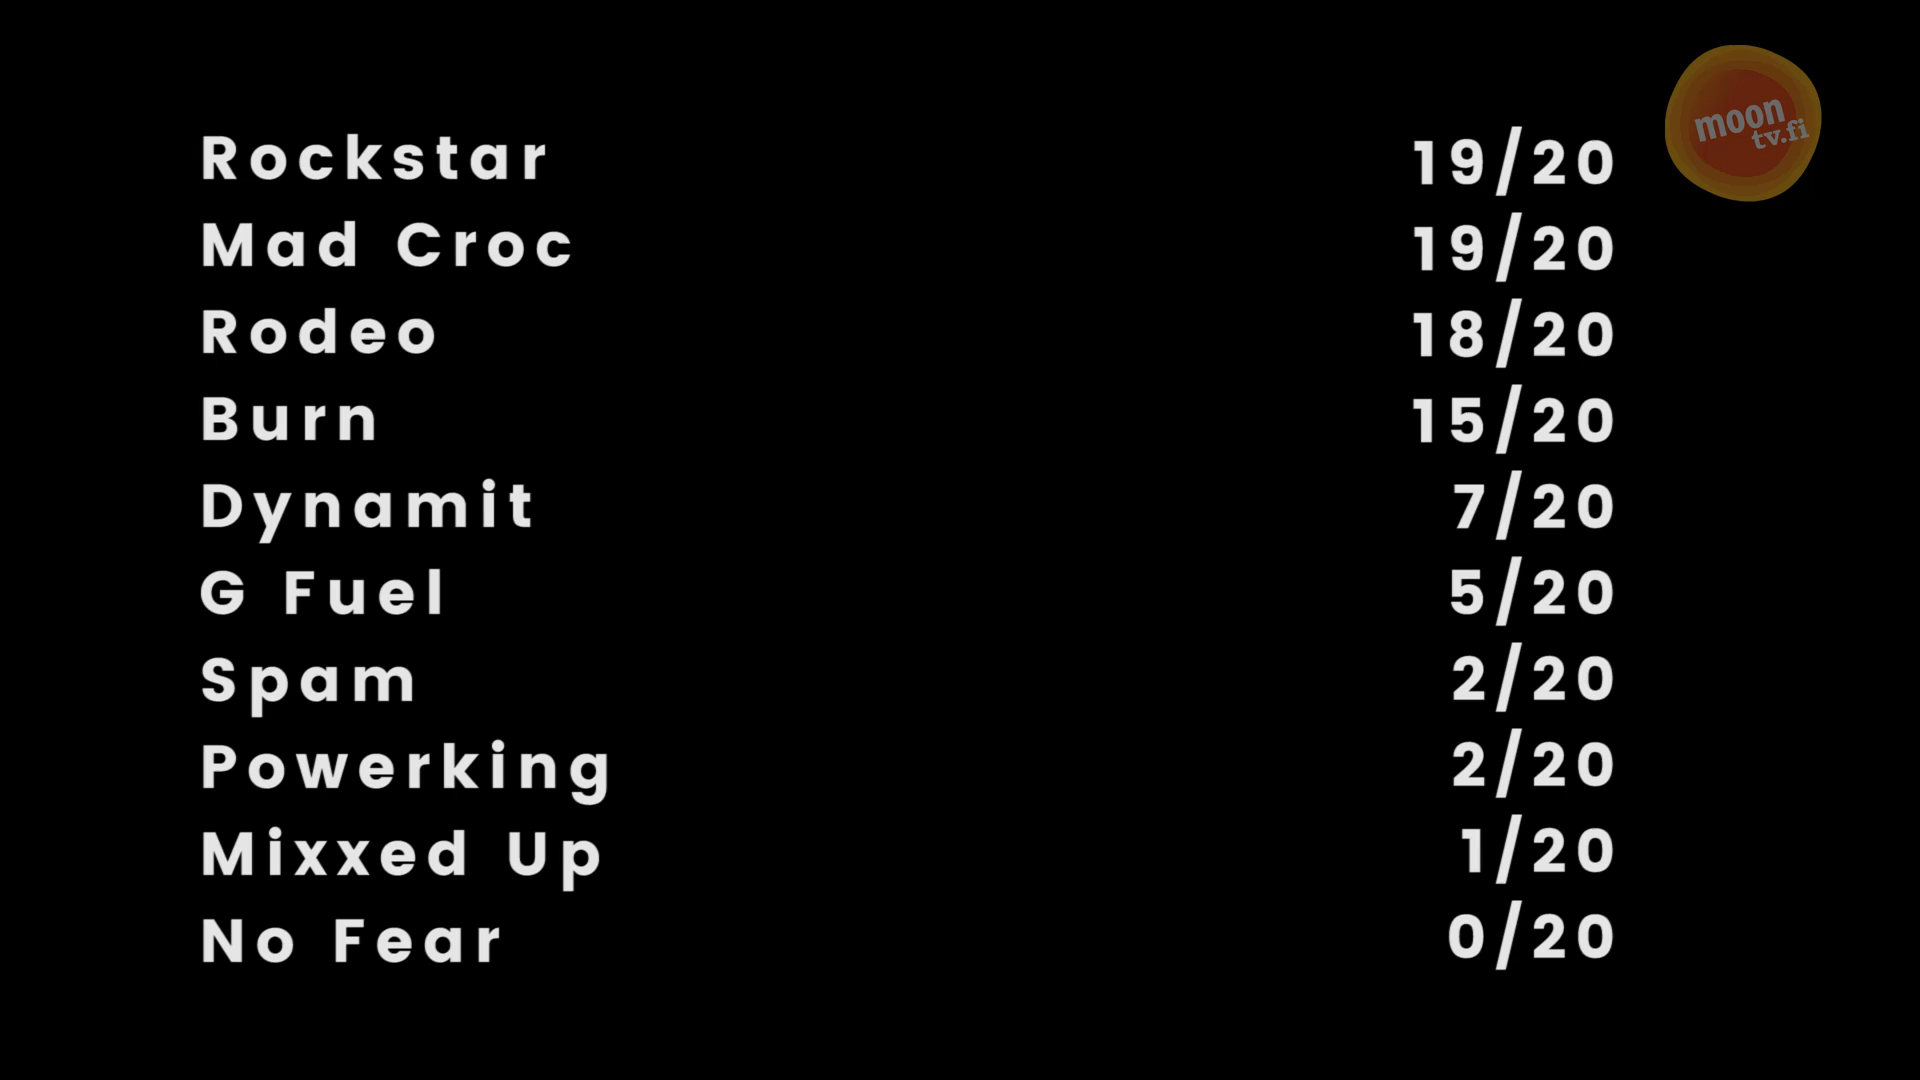 moon
tv.fi
Rockstar 19/20
Mad Croc 19/20
Rodeo 18/20
Burn 15/20
Dynamit 7/20
G Fuel 5/20
Spam 2/20
Powerking 2/20
Mixxed Up 1/20
No Fear 0/20